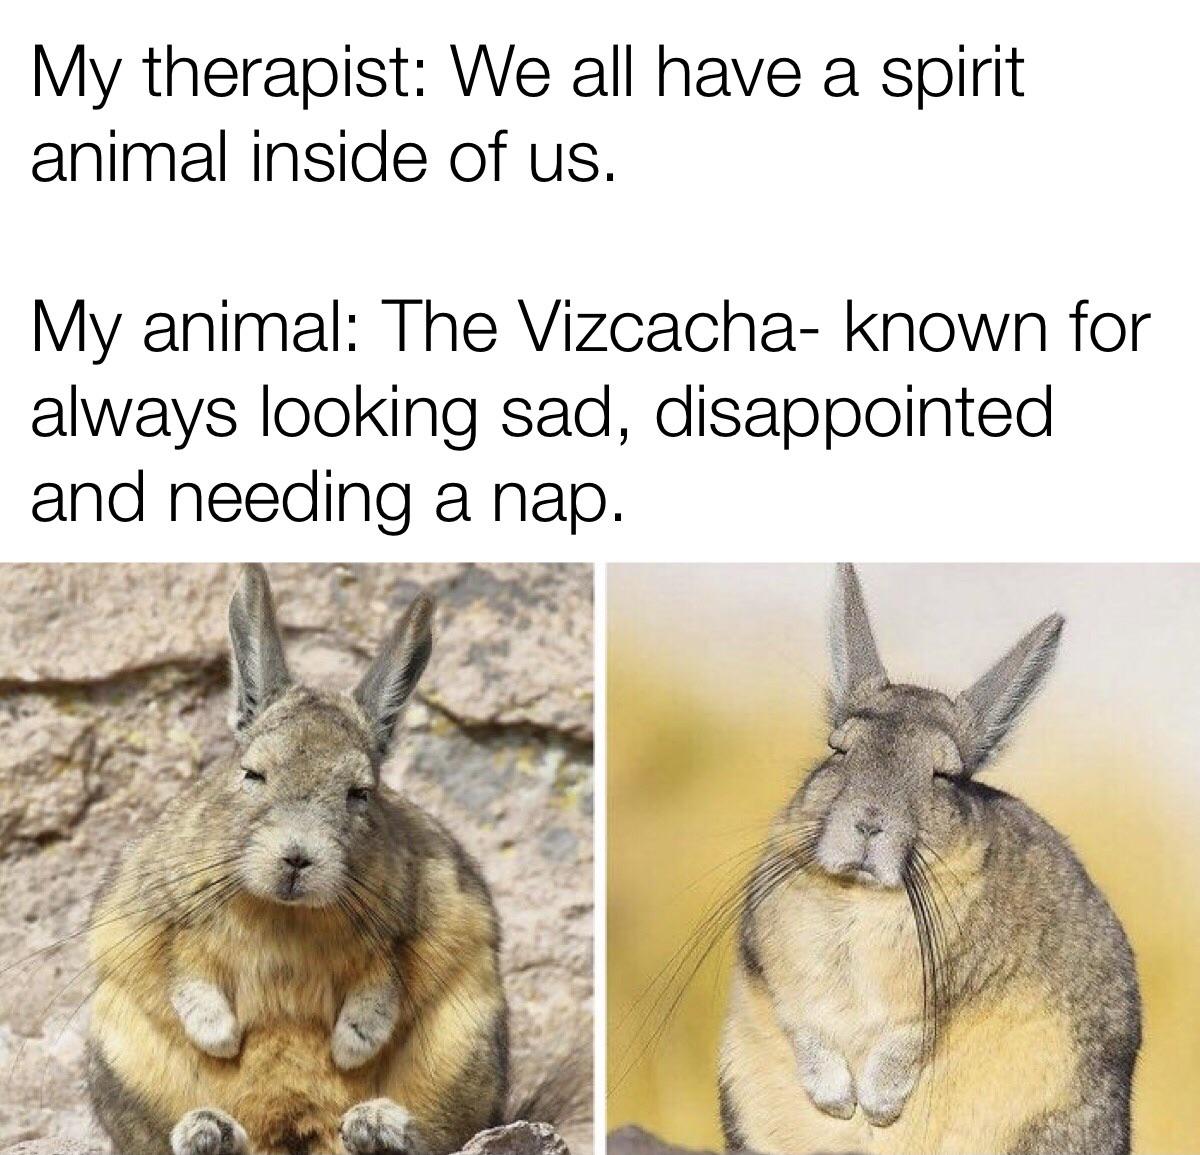 My therapist: We all have a spirit
animal inside of us.
My animal: The Vizcacha- known for
always looking sad, disappointed
and needing a nap.